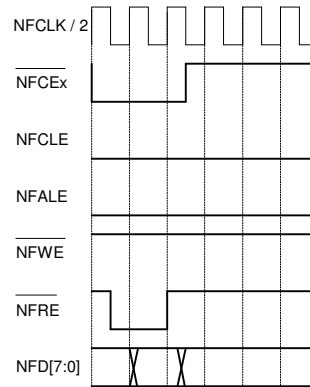 NFCLK / 2
NFCEx
NFCLE
NFALE
NFWE
NFRE
NFD[7:0]